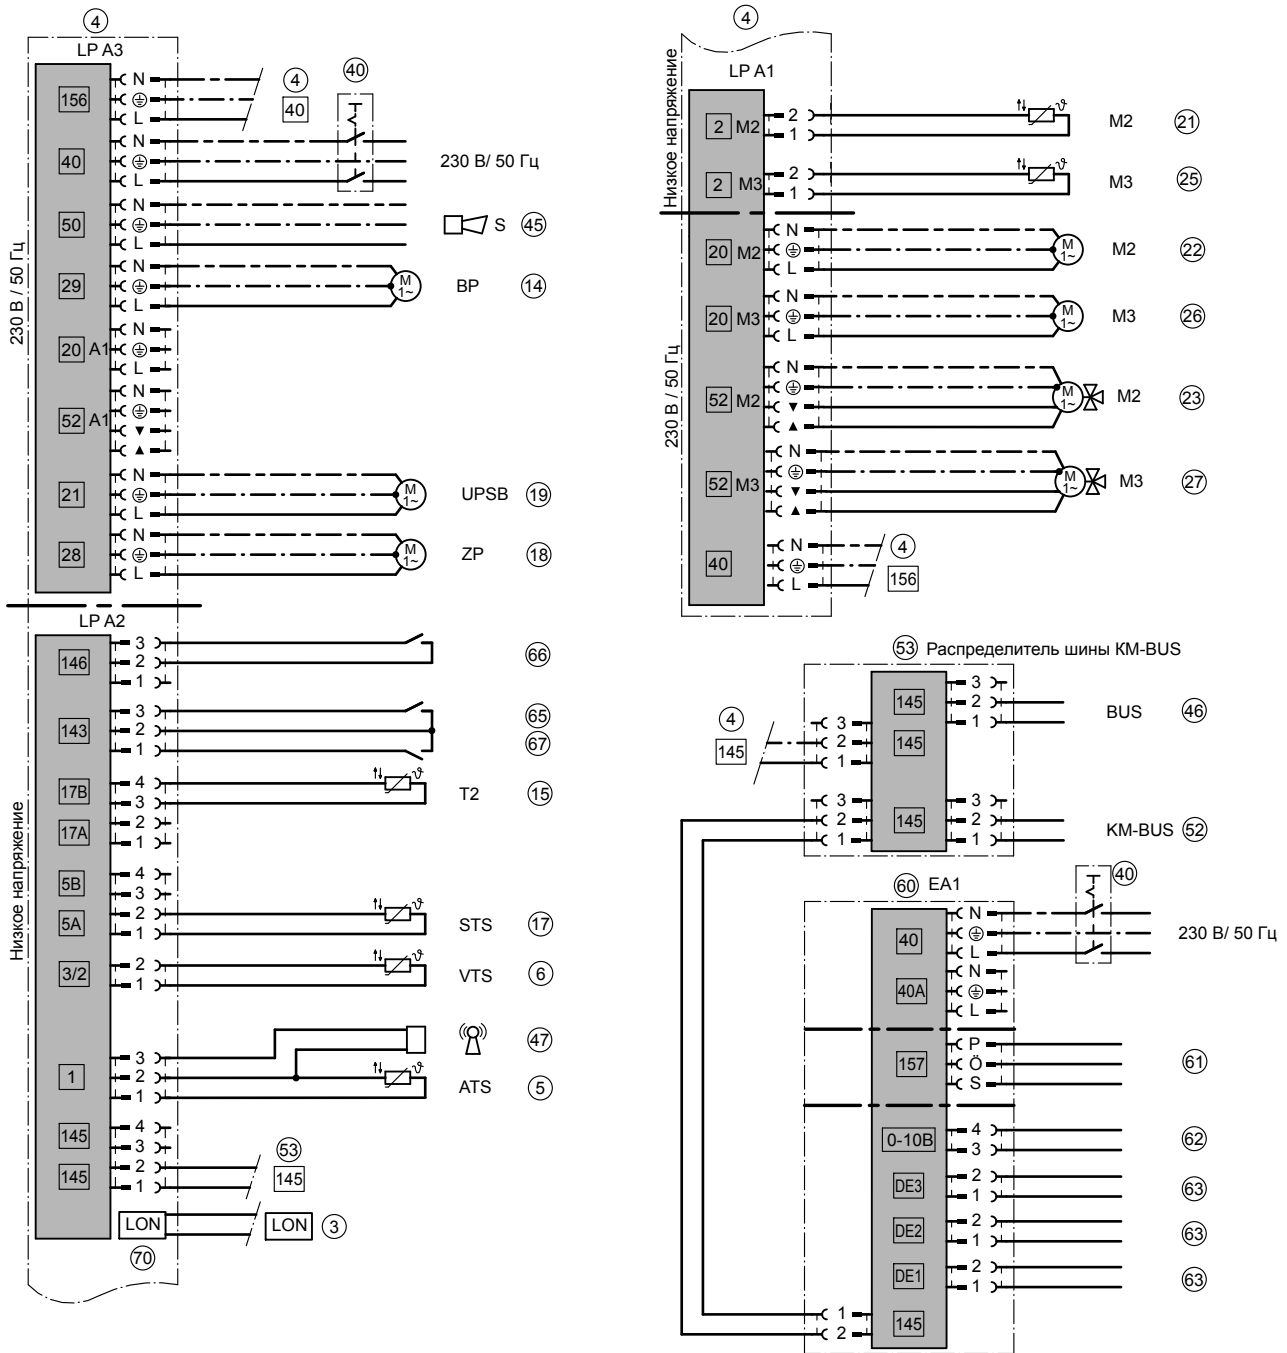 4
LP A3
230 В / 50 Гц
156
N
L
4
40
40
40
N
L
230 В/ 50 Гц
50
N
L
S
45
29
N
L
M
1~
BP
14
20 A1
N
L
52 A1
N
▼
▲
21
N
L
M
1~
UPSB
19
28
N
L
M
1~
ZP
18
LP A2
Низкое напряжение
146
3
2
1
66
143
3
2
1
65
67
17B
4
3
ϑ
T2
15
17A
2
1
5B
4
3
5A
2
1
ϑ
STS
17
3/2
2
1
ϑ
VTS
6
47
1
3
2
1
ϑ
ATS
5
145
4
3
145
2
1
53
145
LON
LON
3
70
4
LP A1
Низкое напряжение
2 M2
2
1
ϑ
M2
21
2 M3
2
1
ϑ
M3
25
230 В / 50 Гц
20 M2
N
L
M
1~
M2
22
20 M3
N
L
M
1~
M3
26
52 M2
N
▼
▲
M
1~
M2
23
52 M3
N
▼
▲
M
1~
M3
27
40
N
L
4
156
53 Распределитель шины KM-BUS
145
3
2
1
BUS
46
4
145
3
2
1
145
3
2
1
145
3
2
1
KM-BUS 52
60 EA1
40
40
N
L
230 В/ 50 Гц
40A
N
L
157
P
Ö
S
61
0-10В
4
3
62
DE3
2
1
63
DE2
2
1
63
DE1
2
1
63
1
2
145